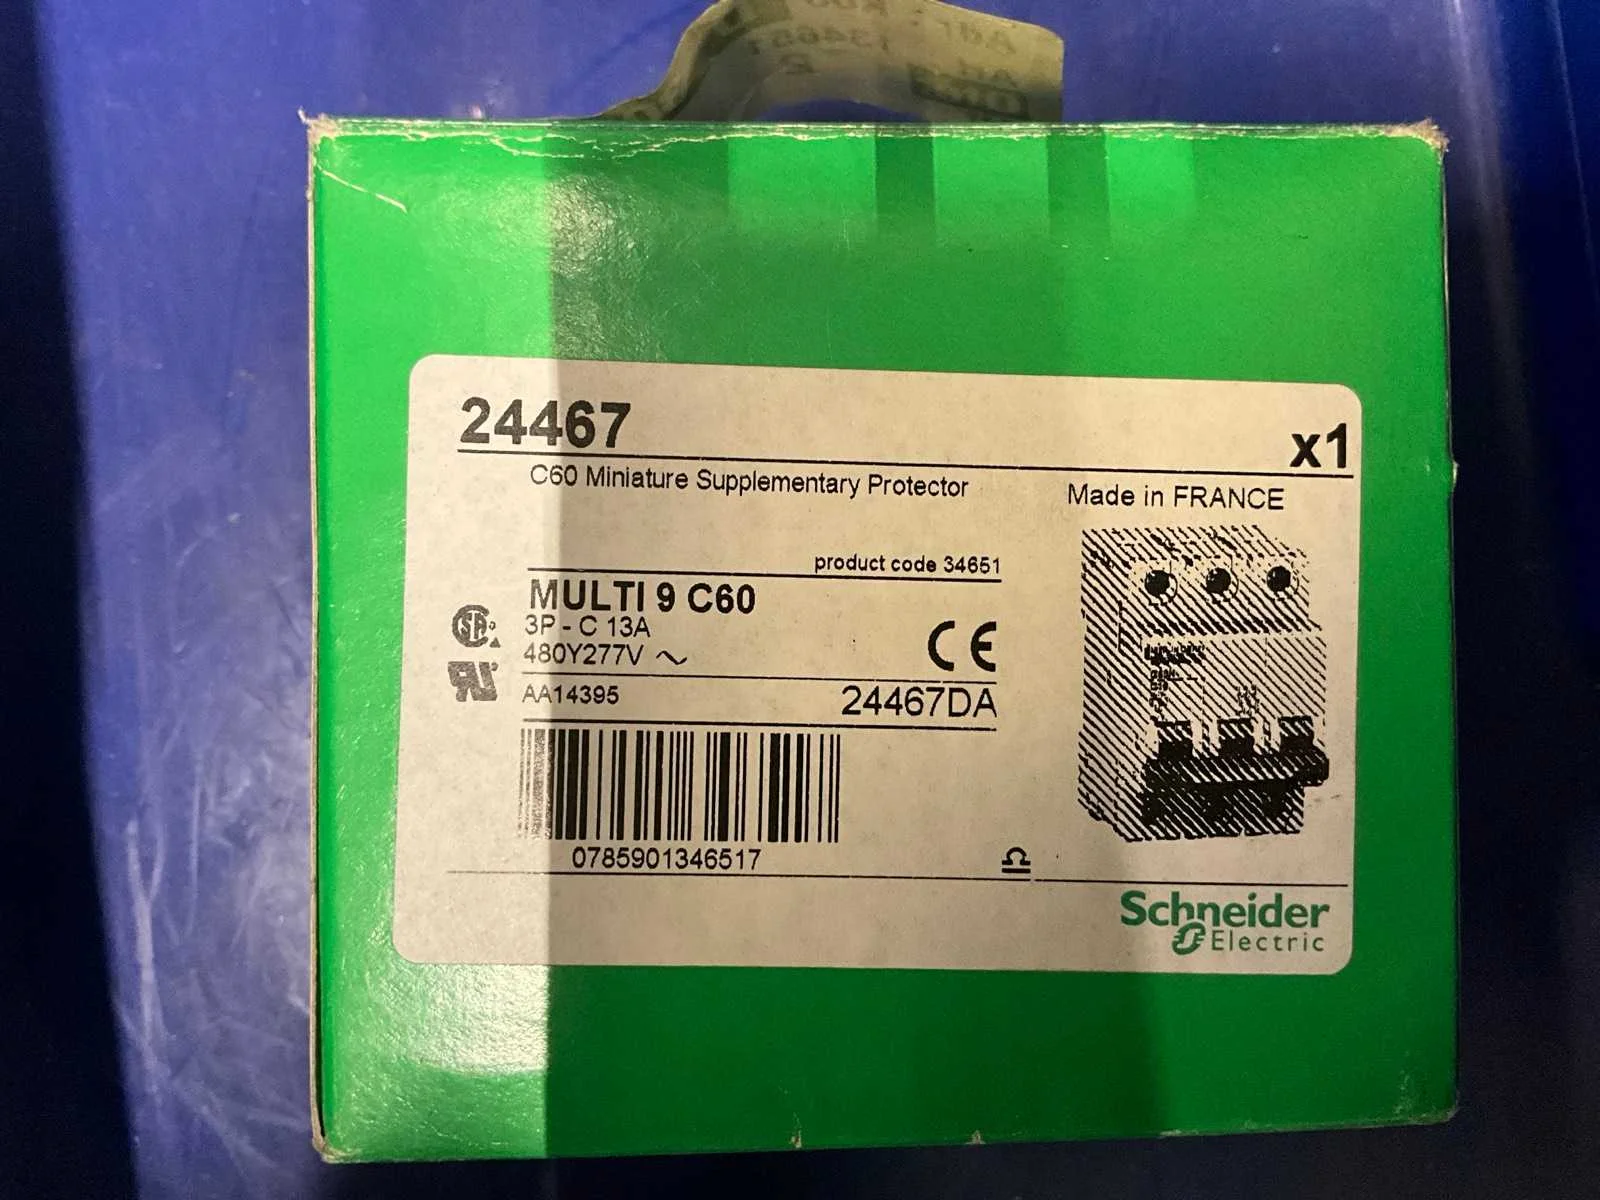 24467
x1
C60 Miniature Supplementary Protector
Made in FRANCE
product code 34651
MULTI 9 C60
3P - C 13A
480Y277V ~
AA14395
24467DA
CE
0785901346517
Schneider
Electric